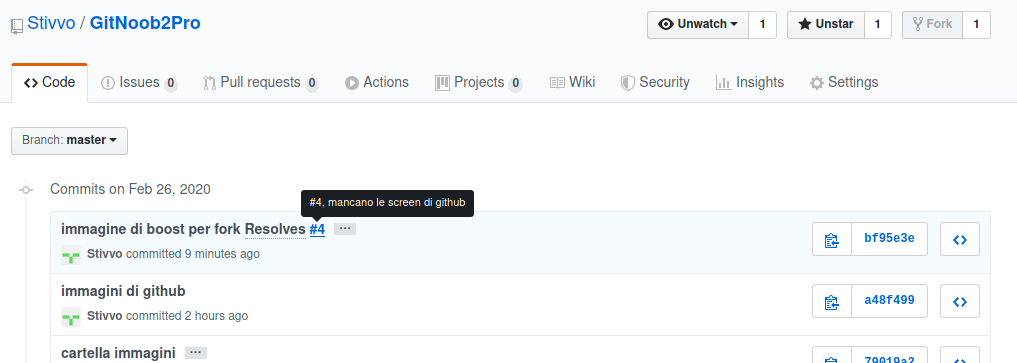 Stivvo / GitNoob2Pro
Unwatch 1 Unstar 1 Fork 1
Code Issues 0 Pull requests 0 Actions Projects 0 Wiki Security Insights Settings
Branch: master
Commits on Feb 26, 2020
#4, mancano le screen di github
immagine di boost per fork Resolves #4 ...
bf95e3e
Stivvo committed 9 minutes ago
immagini di github
a48f499
Stivvo committed 2 hours ago
cartella immagini ...
79019a2